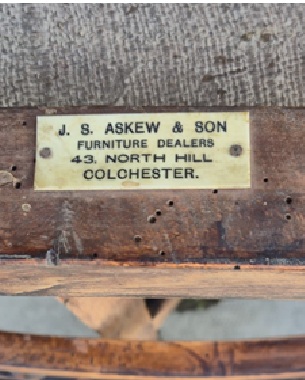 J. S. ASKEW & SON
FURNITURE DEALERS
43, NORTH HILL
COLCHESTER.